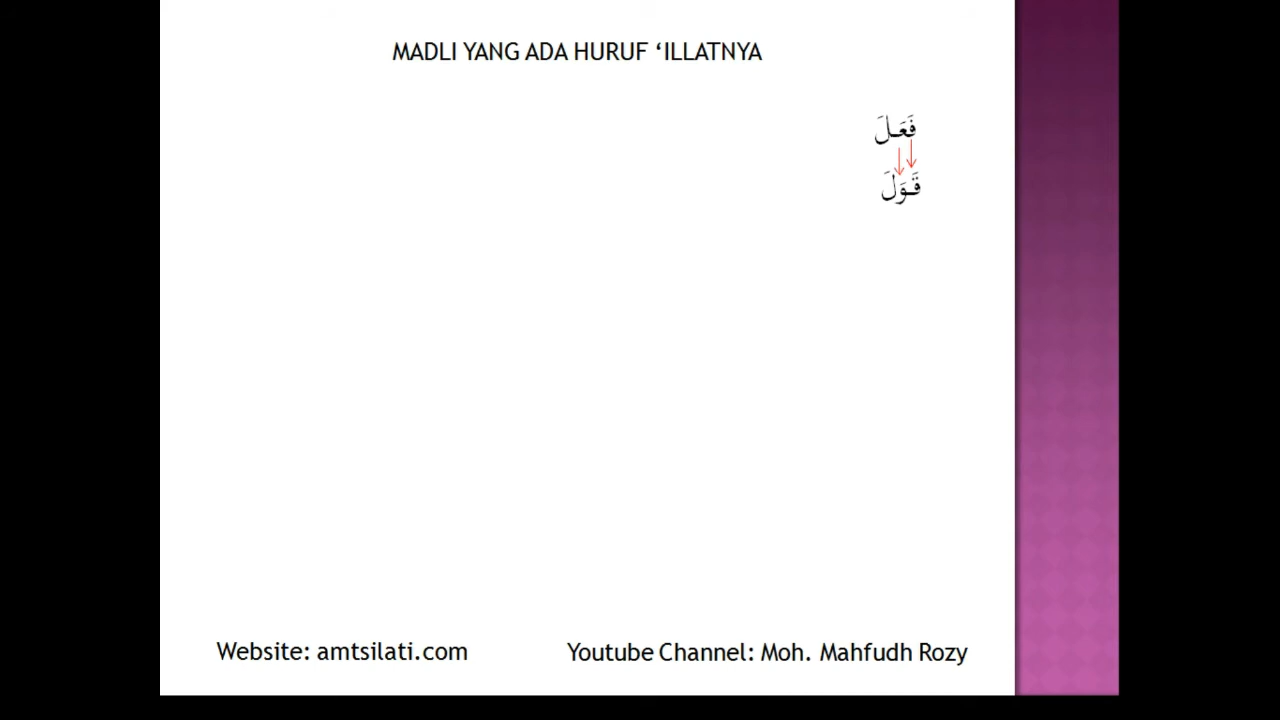 MADLI YANG ADA HURUF ‘ILLATNYA
فَعَلَ
قَوَلَ
Website: amtsilati.com
Youtube Channel: Moh. Mahfudh Rozy